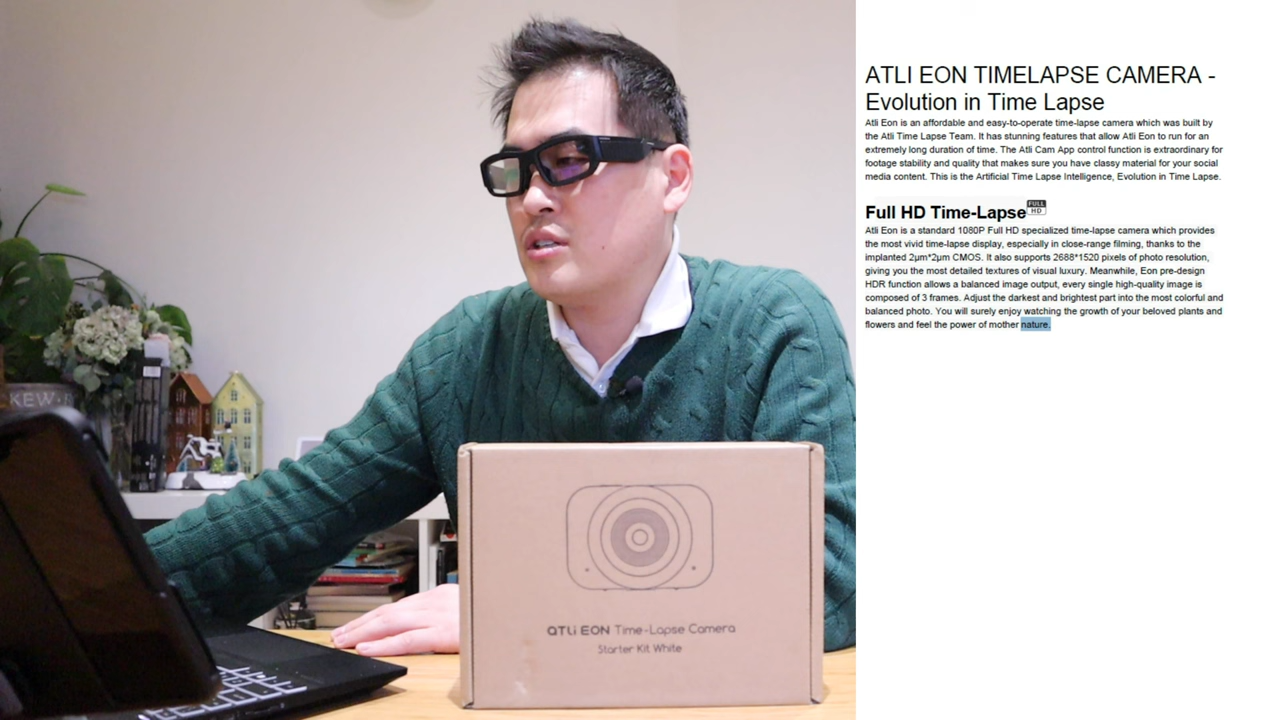 ATLI EON TIMELAPSE CAMERA -
Evolution in Time Lapse
Atli Eon is an affordable and easy-to-operate time-lapse camera which was built by
the Atli Time Lapse Team. It has stunning features that allow Atli Eon to run for an
extremely long duration of time. The Atli Cam App control function is extraordinary for
footage stability and quality that makes sure you have classy material for your social
media content. This is the Artificial Time Lapse Intelligence, Evolution in Time Lapse.
Full HD Time-Lapse FULL HD
Atli Eon is a standard 1080P Full HD specialized time-lapse camera which provides
the most vivid time-lapse display, especially in close-range filming, thanks to the
implanted 2μm*2μm CMOS. It also supports 2688*1520 pixels of photo resolution,
giving you the most detailed textures of visual luxury. Meanwhile, Eon pre-design
HDR function allows a balanced image output, every single high-quality image is
composed of 3 frames. Adjust the darkest and brightest part into the most colorful and
balanced photo. You will surely enjoy watching the growth of your beloved plants and
flowers and feel the power of mother nature.
KEW
ATLi EON Time-Lapse Camera
Starter Kit White